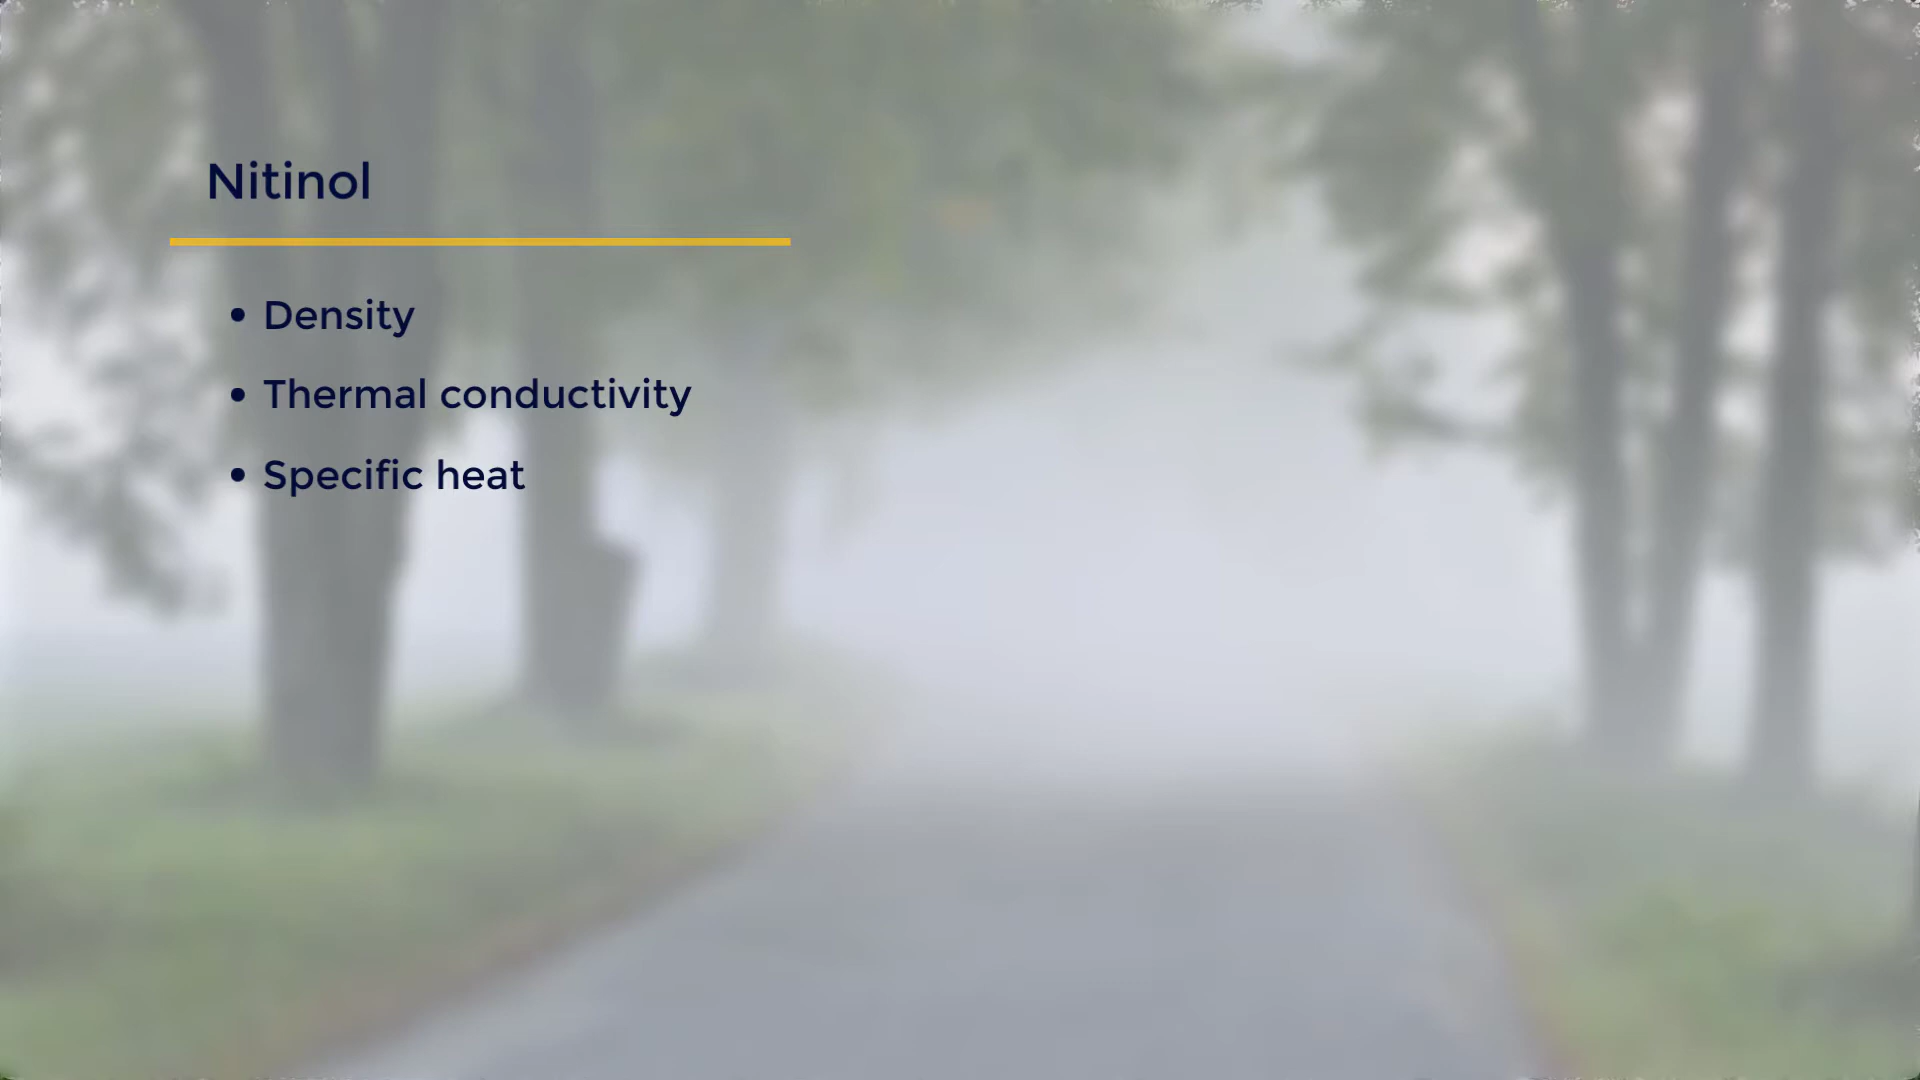 Nitinol
• Density
• Thermal conductivity
• Specific heat